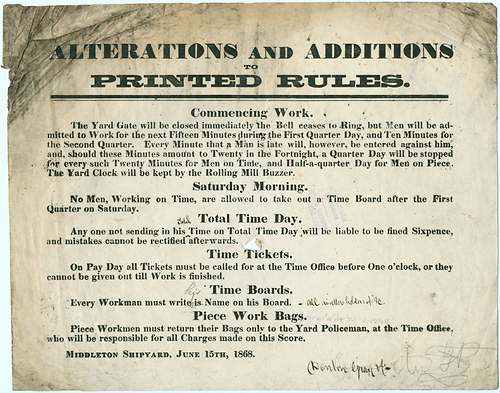 ALTERATIONS AND ADDITIONS
TO
PRINTED RULES.
Commencing Work.
The Yard Gate will be closed immediately the Bell ceases to Ring, but Men will be ad-
mitted to Work for the next Fifteen Minutes during the First Quarter Day, and Ten Minutes for
the Second Quarter. Every Minute that a Man is late will, however, be entered against him,
and, should these Minutes amount to Twenty in the Fortnight, a Quarter Day will be stopped
for every such Twenty Minutes for Men on Time, and Half-a-quarter Day for Men on Piece.
The Yard Clock will be kept by the Rolling Mill Buzzer.
Saturday Morning.
No Men, Working on Time, are allowed to take out a Time Board after the First
Quarter on Saturday.
Total Time Day.
Any one not sending in his Time on Total Time Day will be liable to be fined Sixpence,
and mistakes cannot be rectified afterwards.
Time Tickets.
On Pay Day all Tickets must be called for at the Time Office before One o'clock, or they
cannot be given out till Work is finished.
Time Boards.
Every Workman must write is Name on his Board.
Piece Work Bags.
Piece Workmen must return their Bags only to the Yard Policeman, at the Time Office,
who will be responsible for all Charges made on this Score.
MIDDLETON SHIPYARD, JUNE 15TH, 1868.